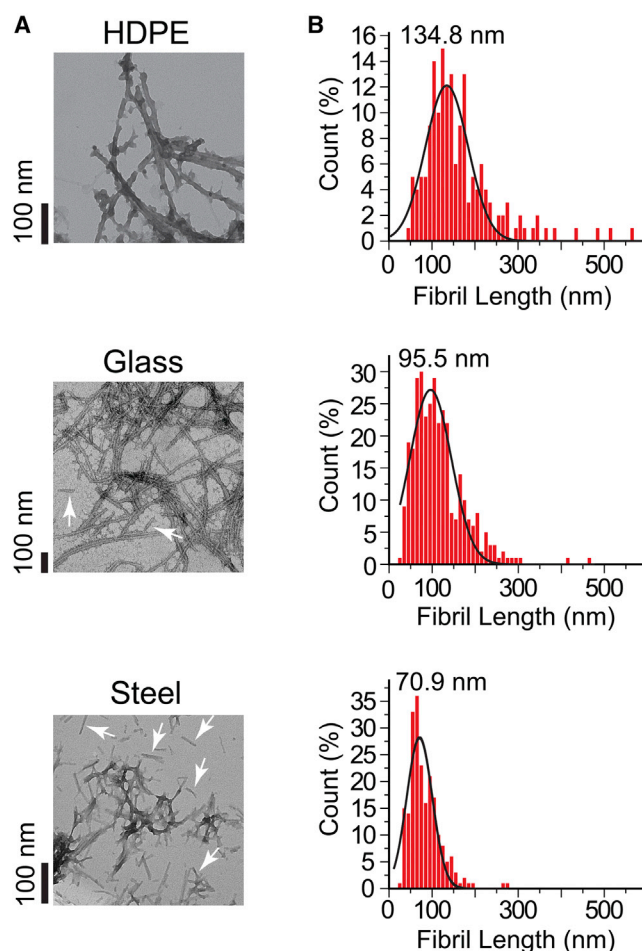 A
HDPE
100 nm
B
134.8 nm
Count (%)
16
14
12
10
8
6
4
2
0
0 100 300 500
Fibril Length (nm)
Glass
100 nm
95.5 nm
Count (%)
30
25
20
15
10
5
0
0 100 300 500
Fibril Length (nm)
Steel
100 nm
70.9 nm
Count (%)
35
30
25
20
15
10
5
0
0 100 300 500
Fibril Length (nm)